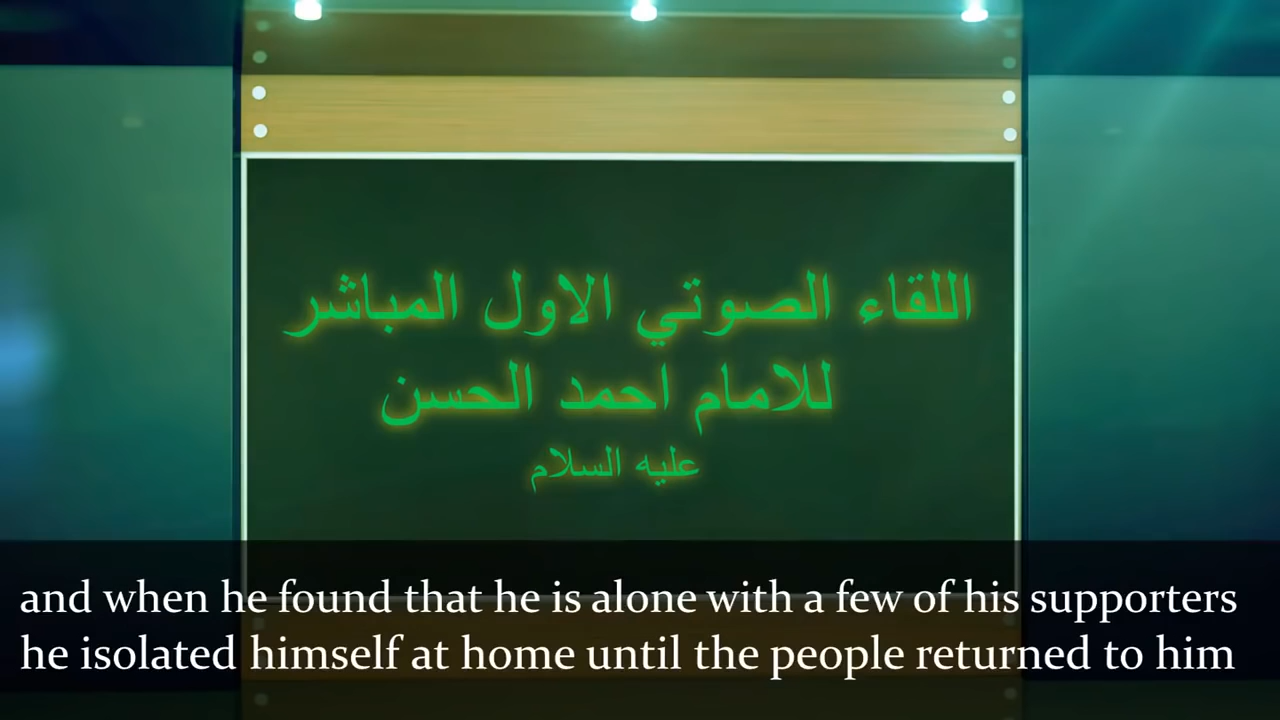 اللقاء الصوتي الاول المباشر
للامام احمد الحسن
عليه السلام
and when he found that he is alone with a few of his supporters
he isolated himself at home until the people returned to him